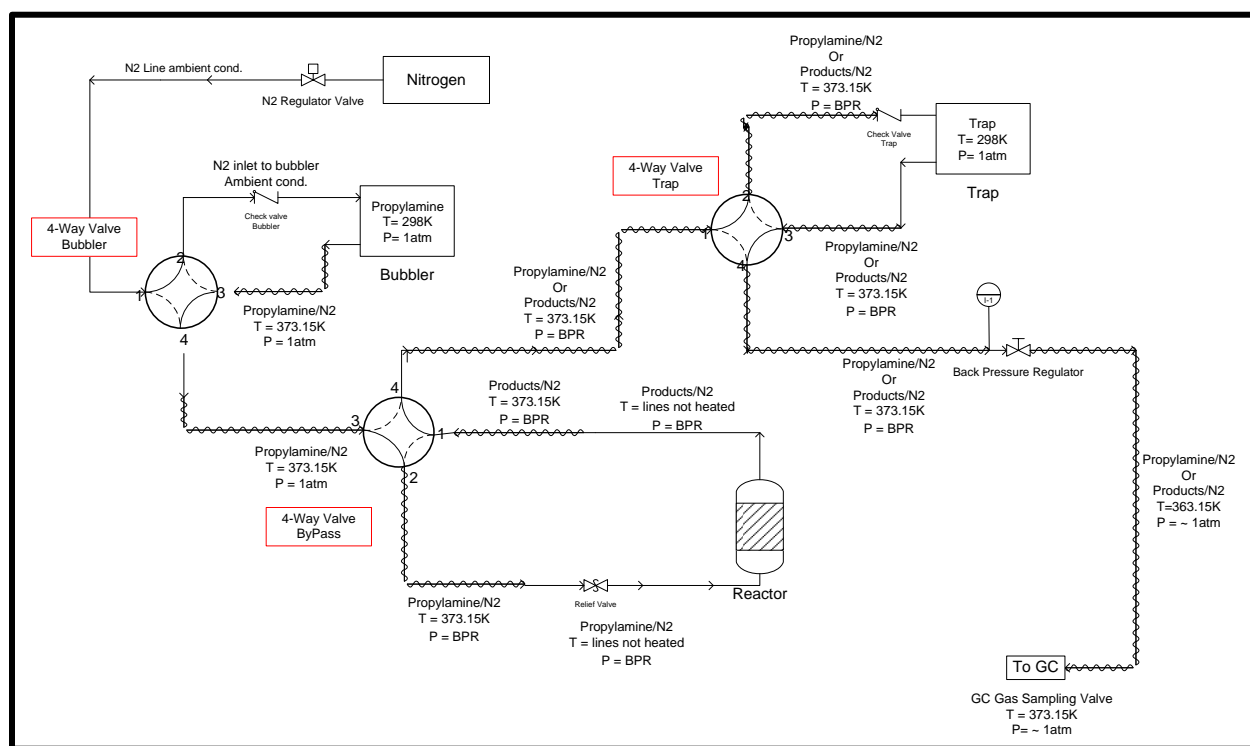 N2 Line ambient cond.
N2 Regulator Valve
Nitrogen
N2 inlet to bubbler
Ambient cond.
Check valve
Bubbler
Propylamine
T= 298K
P= 1atm
Bubbler
4-Way Valve
Bubbler
1
2
3
4
Propylamine/N2
T = 373.15K
P = 1atm
Propylamine/N2
T = 373.15K
P = 1atm
4-Way Valve
ByPass
3
4
1
2
Propylamine/N2
Or
Products/N2
T = 373.15K
P = BPR
Products/N2
T = 373.15K
P = BPR
Products/N2
T = lines not heated
P = BPR
Propylamine/N2
T = 373.15K
P = BPR
Relief Valve
Propylamine/N2
T = lines not heated
P = BPR
Reactor
4-Way Valve
Trap
1
2
3
4
Propylamine/N2
Or
Products/N2
T = 373.15K
P = BPR
Check Valve
Trap
Trap
T= 298K
P= 1atm
Trap
Propylamine/N2
Or
Products/N2
T = 373.15K
P = BPR
I-1
Back Pressure Regulator
Propylamine/N2
Or
Products/N2
T = 373.15K
P = BPR
Propylamine/N2
Or
Products/N2
T=363.15K
P = ~ 1atm
To GC
GC Gas Sampling Valve
T = 373.15K
P= ~ 1atm